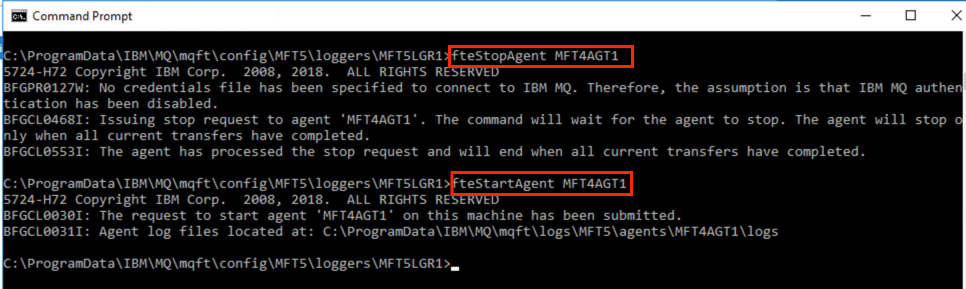 Command Prompt
C:\ProgramData\IBM\MQ\mqft\config\MFT5\loggers\MFT5LGR1>fteStopAgent MFT4AGT1
5724-H72 Copyright IBM Corp.  2008, 2018.  ALL RIGHTS RESERVED
BFGPR0127W: No credentials file has been specified to connect to IBM MQ. Therefore, the assumption is that IBM MQ authen
tication has been disabled.
BFGCL0468I: Issuing stop request to agent 'MFT4AGT1'. The command will wait for the agent to stop. The agent will stop o
nly when all current transfers have completed.
BFGCL0553I: The agent has processed the stop request and will end when all current transfers have completed.
C:\ProgramData\IBM\MQ\mqft\config\MFT5\loggers\MFT5LGR1>fteStartAgent MFT4AGT1
5724-H72 Copyright IBM Corp.  2008, 2018.  ALL RIGHTS RESERVED
BFGCL0030I: The request to start agent 'MFT4AGT1' on this machine has been submitted.
BFGCL0031I: Agent log files located at: C:\ProgramData\IBM\MQ\mqft\logs\MFT5\agents\MFT4AGT1\logs
C:\ProgramData\IBM\MQ\mqft\config\MFT5\loggers\MFT5LGR1>